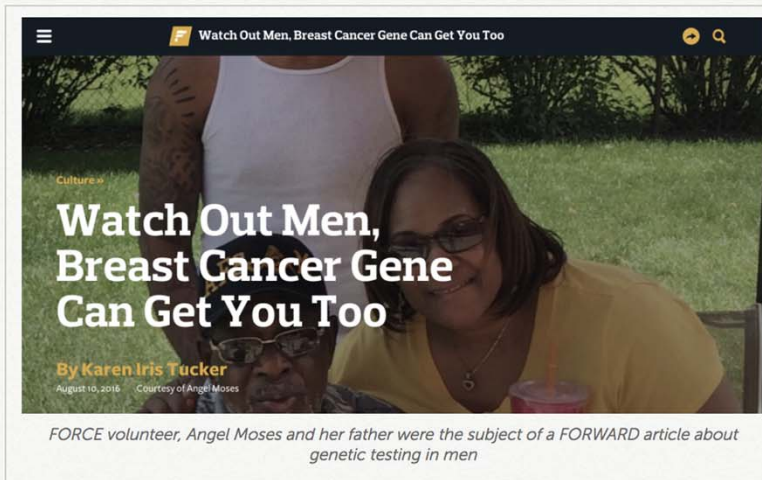 Watch Out Men, Breast Cancer Gene Can Get You Too
Culture »
Watch Out Men,
Breast Cancer Gene
Can Get You Too
By Karen Iris Tucker
August 10, 2016 Courtesy of Angel Moses
FORCE volunteer, Angel Moses and her father were the subject of a FORWARD article about
genetic testing in men